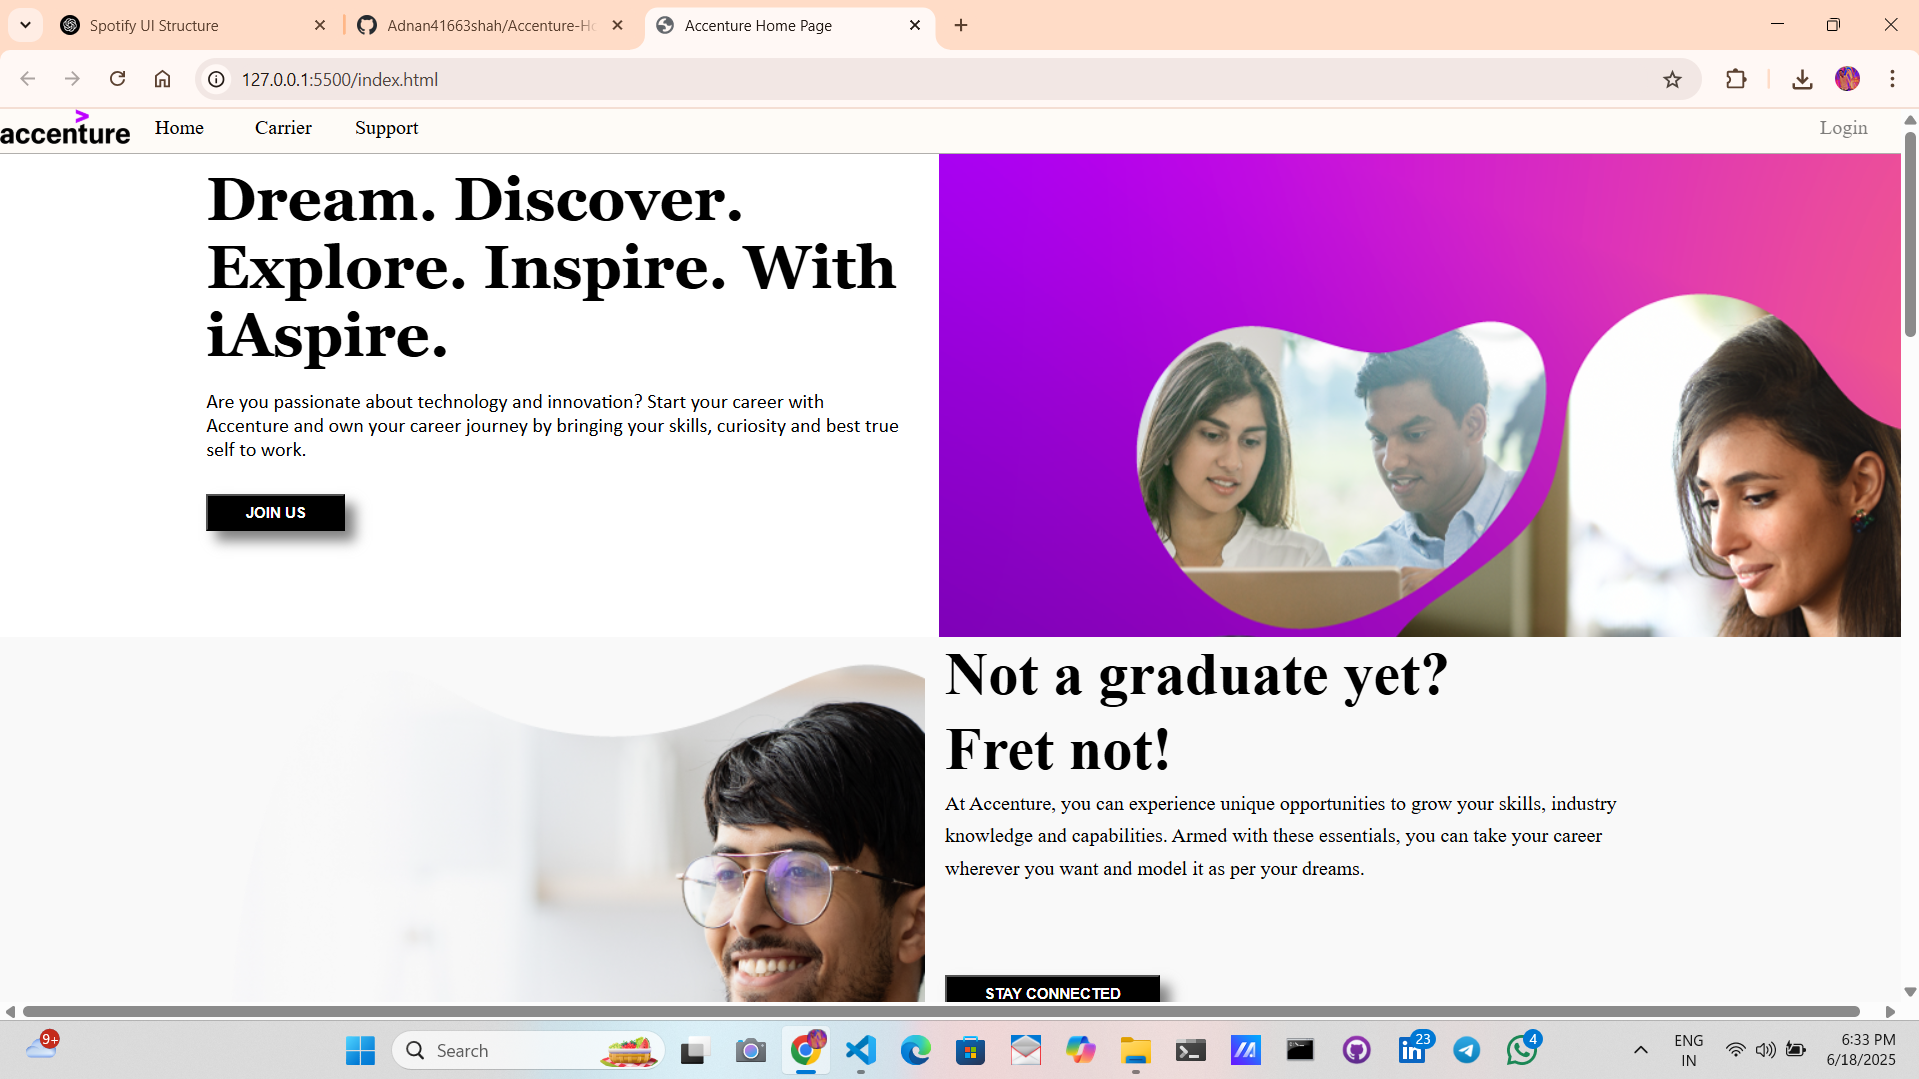 Spotify UI Structure
Adnan41663shah/Accenture-Ho
Accenture Home Page
127.0.0.1:5500/index.html
accenture
Home
Carrier
Support
Login
Dream. Discover.
Explore. Inspire. With
iAspire.
Are you passionate about technology and innovation? Start your career with
Accenture and own your career journey by bringing your skills, curiosity and best true
self to work.
JOIN US
Not a graduate yet?
Fret not!
At Accenture, you can experience unique opportunities to grow your skills, industry
knowledge and capabilities. Armed with these essentials, you can take your career
wherever you want and model it as per your dreams.
STAY CONNECTED
9+
Search
23
4
ENG
IN
6:33 PM
6/18/2025